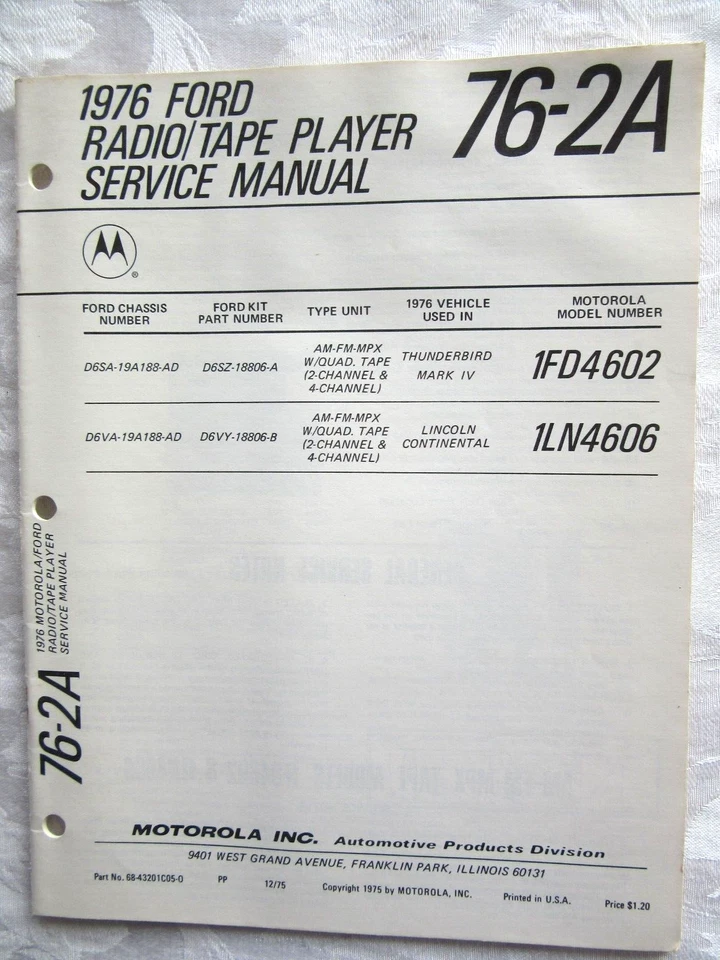 1976 FORD
RADIO/TAPE PLAYER
SERVICE MANUAL
76-2A
®
FORD CHASSIS NUMBER
FORD KIT PART NUMBER
TYPE UNIT
1976 VEHICLE USED IN
MOTOROLA MODEL NUMBER
D6SA-19A188-AD
D6SZ-18806-A
AM-FM-MPX
W/QUAD. TAPE
(2-CHANNEL &
4-CHANNEL)
THUNDERBIRD
MARK IV
1FD4602
D6VA-19A188-AD
D6VY-18806-B
AM-FM-MPX
W/QUAD. TAPE
(2-CHANNEL &
4-CHANNEL)
LINCOLN
CONTINENTAL
1LN4606
1976 MOTOROLA/FORD
RADIO/TAPE PLAYER
SERVICE MANUAL
76-2A
MOTOROLA INC. Automotive Products Division
9401 WEST GRAND AVENUE, FRANKLIN PARK, ILLINOIS 60131
Part No. 68-43201C05-O PP 12/75 Copyright 1975 by MOTOROLA, INC. Printed in U.S.A. Price $1.20